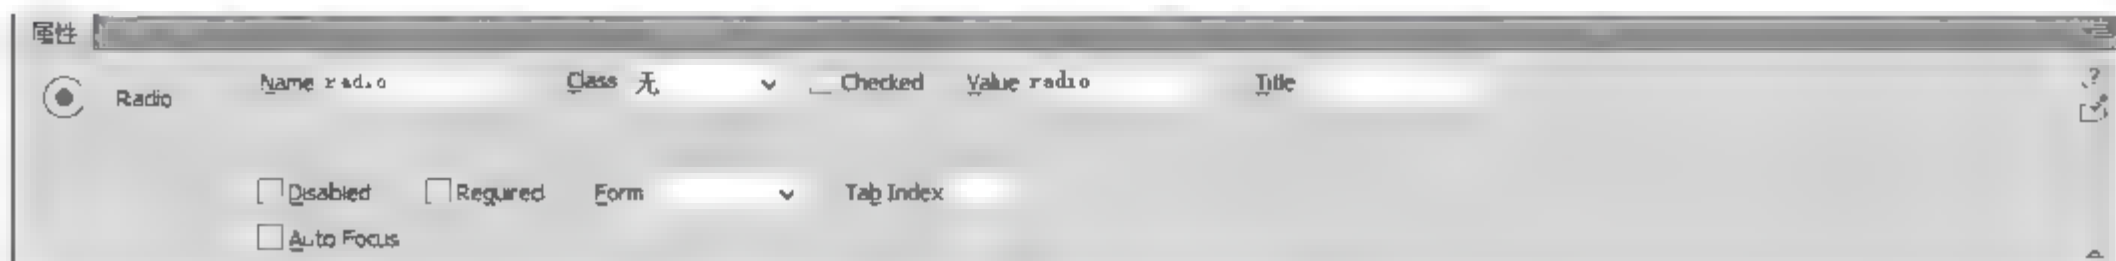 属性
Radio Name radio Class 无 Checked Value radio Title ?
Disabled Required Form Tab Index
Auto Focus